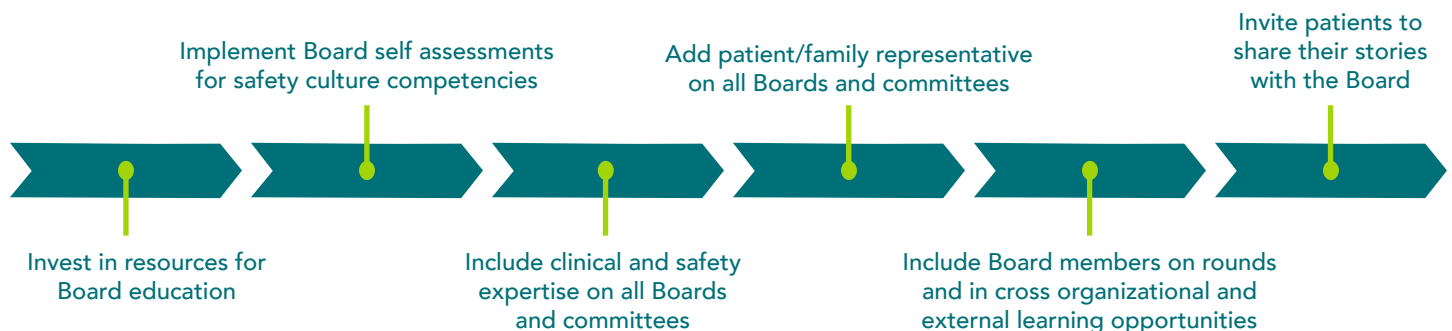 Invest in resources for
Board education
Implement Board self assessments
for safety culture competencies
Include clinical and safety
expertise on all Boards
and committees
Add patient/family representative
on all Boards and committees
Include Board members on rounds
and in cross organizational and
external learning opportunities
Invite patients to
share their stories
with the Board